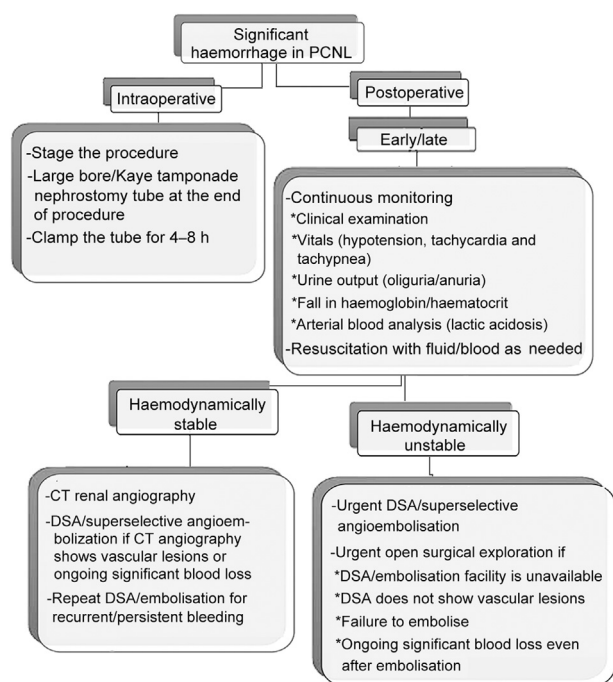 Significant
haemorrhage in PCNL
Intraoperative
Postoperative
Early/late
-Stage the procedure
-Large bore/Kaye tamponade
nephrostomy tube at the end
of procedure
-Clamp the tube for 4–8 h
-Continuous monitoring
*Clinical examination
*Vitals (hypotension, tachycardia and
tachypnea)
*Urine output (oliguria/anuria)
*Fall in haemoglobin/haematocrit
*Arterial blood analysis (lactic acidosis)
-Resuscitation with fluid/blood as needed
Haemodynamically
stable
Haemodynamically
unstable
-CT renal angiography
-DSA/superselective angioem-
bolization if CT angiography
shows vascular lesions or
ongoing significant blood loss
-Repeat DSA/embolisation for
recurrent/persistent bleeding
-Urgent DSA/superselective
angioembolisation
-Urgent open surgical exploration if
*DSA/embolisation facility is unavailable
*DSA does not show vascular lesions
*Failure to embolise
*Ongoing significant blood loss even
after embolisation